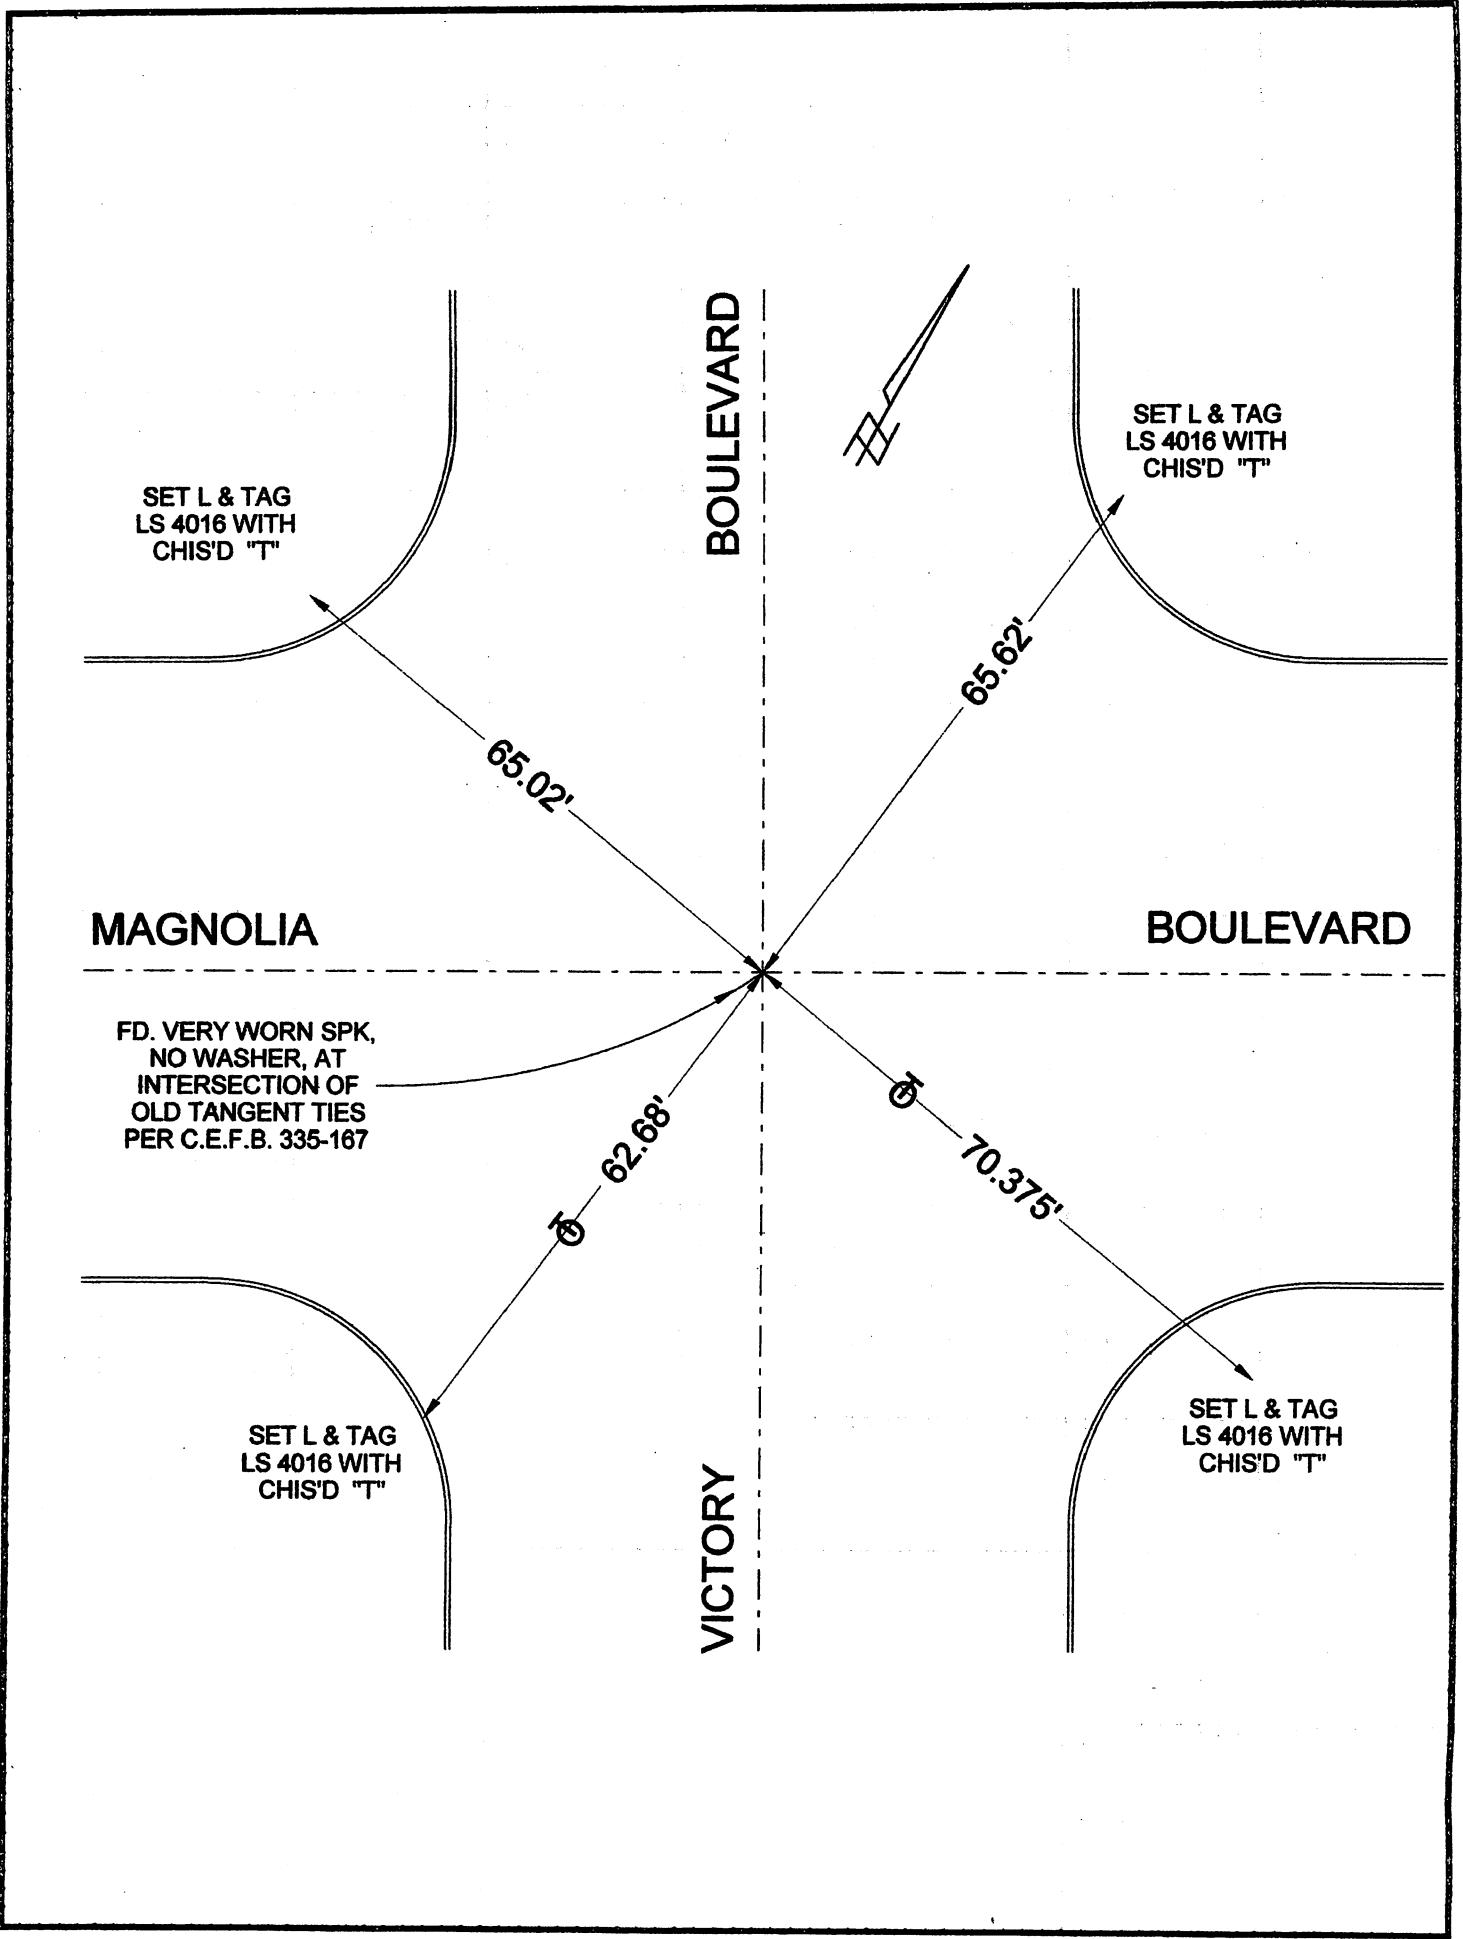 BOULEVARD
SET L & TAG
LS 4016 WITH
CHIS'D "T"
SET L & TAG
LS 4016 WITH
CHIS'D "T"
65.62'
65.02'
MAGNOLIA
BOULEVARD
FD. VERY WORN SPK,
NO WASHER, AT
INTERSECTION OF
OLD TANGENT TIES
PER C.E.F.B. 335-167
62.68'
70.375'
SET L & TAG
LS 4016 WITH
CHIS'D "T"
SET L & TAG
LS 4016 WITH
CHIS'D "T"
VICTORY